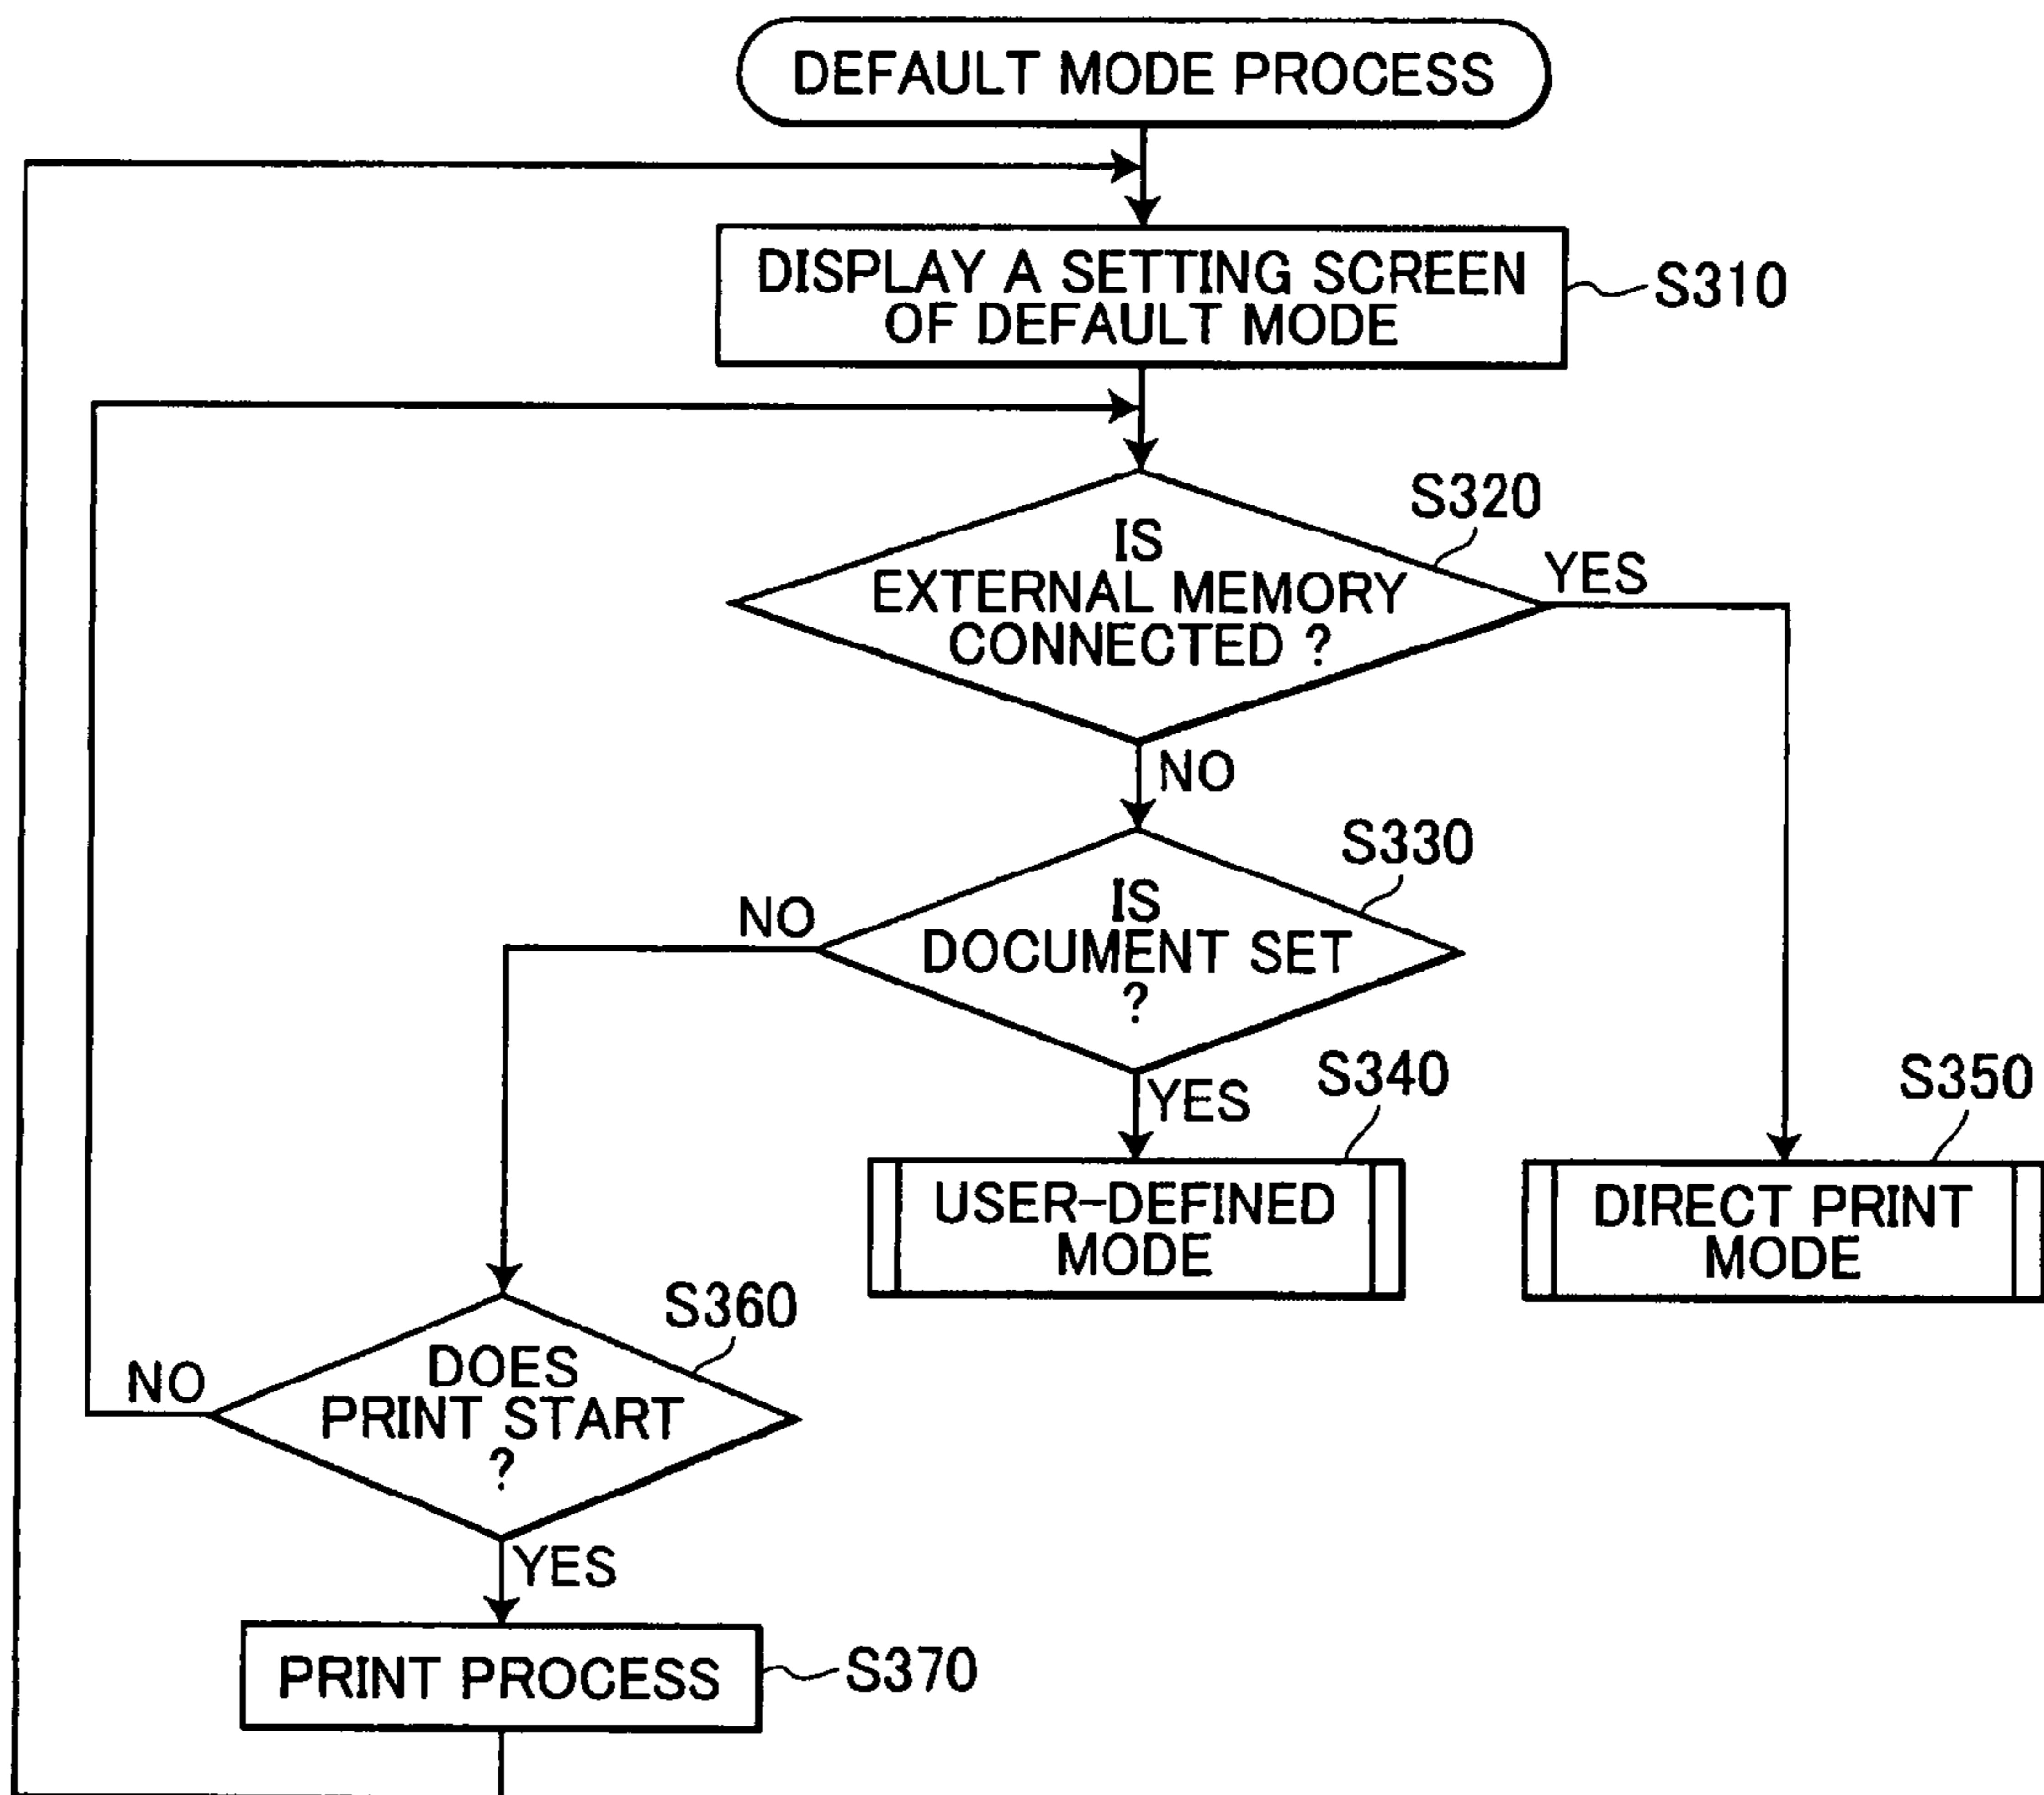 DEFAULT MODE PROCESS
DISPLAY A SETTING SCREEN
OF DEFAULT MODE
S310
S320
IS
EXTERNAL MEMORY
CONNECTED ?
YES
NO
S330
IS
DOCUMENT SET
?
NO
YES
S340
USER-DEFINED
MODE
S350
DIRECT PRINT
MODE
S360
DOES
PRINT START
?
NO
YES
PRINT PROCESS
S370